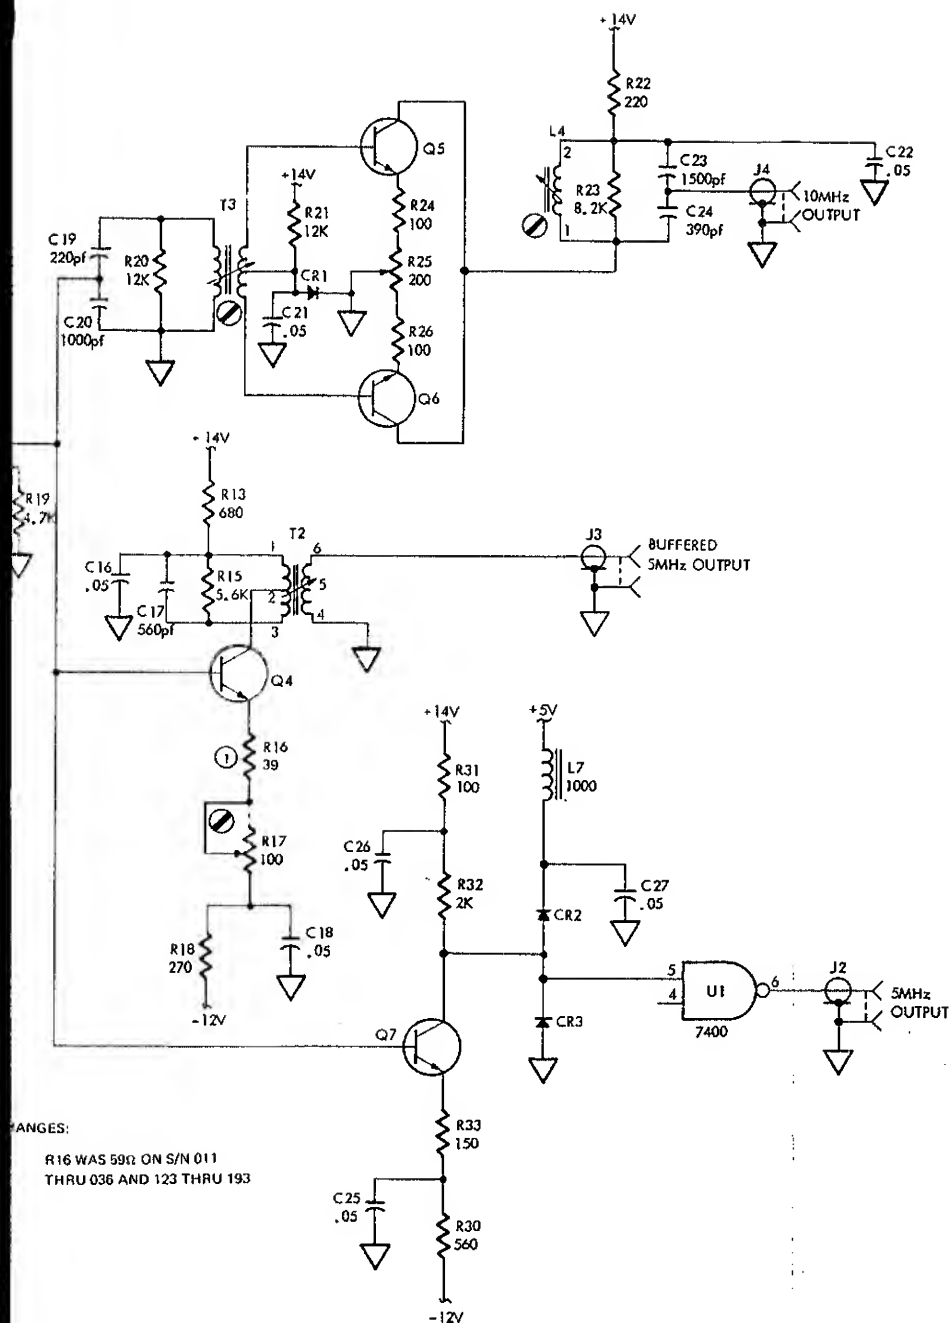 +14V
R22
220
L4
2
C23
1500pf
J4
C22
.05
Q5
+14V
T3
R21
12K
R24
100
R23
8.2K
10MHz
OUTPUT
C24
390pf
1
C19
220pf
R20
12K
CR1
R25
200
C20
1000pf
C21
.05
R26
100
Q6
+14V
R19
4.7K
R13
680
T2
1
6
J3
BUFFERED
5MHz OUTPUT
C16
.05
R15
5.6K
2
5
C17
560pf
3
4
Q4
+14V
+5V
1
R16
39
R31
100
L7
1000
R17
100
C26
.05
R32
2K
C27
.05
CR2
R18
270
C18
.05
5
4
U1
6
7400
J2
5MHz
OUTPUT
-12V
Q7
CR3
ANGES:
R33
150
R16 WAS 59Ω ON S/N 011
THRU 036 AND 123 THRU 193
C25
.05
R30
560
-12V